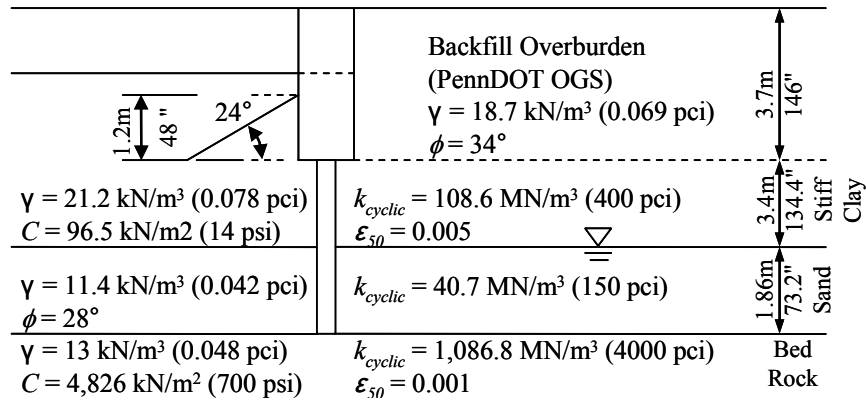 Backfill Overburden
(PennDOT OGS)
γ = 18.7 kN/m³ (0.069 pci)
ϕ = 34°
1.2m
48 "
24°
3.7m
146"
γ = 21.2 kN/m³ (0.078 pci)
C = 96.5 kN/m2 (14 psi)
k_cyclic = 108.6 MN/m³ (400 pci)
ε_50 = 0.005
3.4m
134.4"
Stiff
Clay
γ = 11.4 kN/m³ (0.042 pci)
ϕ = 28°
k_cyclic = 40.7 MN/m³ (150 pci)
1.86m
73.2"
Sand
γ = 13 kN/m³ (0.048 pci)
C = 4,826 kN/m² (700 psi)
k_cyclic = 1,086.8 MN/m³ (4000 pci)
ε_50 = 0.001
Bed
Rock